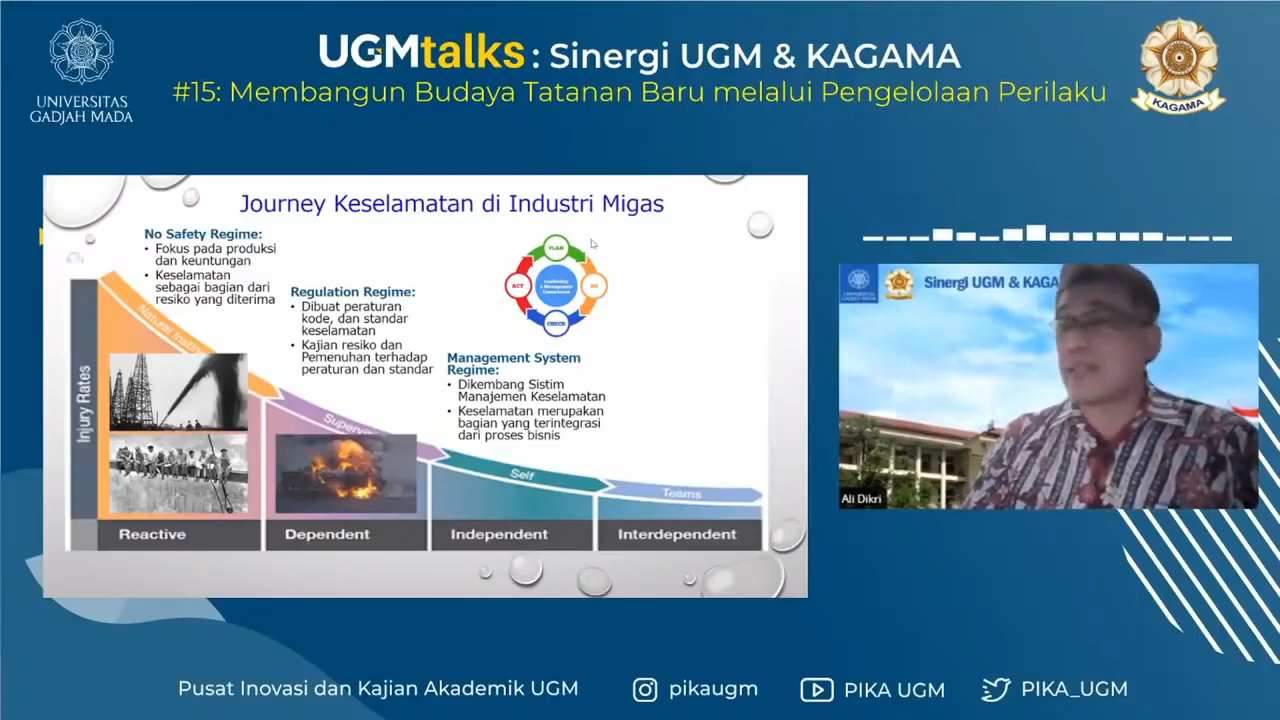 UNIVERSITAS
GADJAH MADA
UGMtalks : Sinergi UGM & KAGAMA
#15: Membangun Budaya Tatanan Baru melalui Pengelolaan Perilaku
KAGAMA
Journey Keselamatan di Industri Migas
No Safety Regime:
• Fokus pada produksi
dan keuntungan
• Keselamatan
sebagai bagian dari
resiko yang diterima
Regulation Regime:
• Dibuat peraturan
kode, dan standar
keselamatan
• Kajian resiko dan
Pemenuhan terhadap
peraturan dan standar
PLAN
DO
CHECK
ACT
Management System
Regime:
• Dikembang Sistim
Manajemen Keselamatan
• Keselamatan merupakan
bagian yang terintegrasi
dari proses bisnis
Injury Rates
Natural
Self
Teams
Reactive
Dependent
Independent
Interdependent
Sinergi UGM & KAGA
Ali Dikri
Pusat Inovasi dan Kajian Akademik UGM
pikaugm
PIKA UGM
PIKA_UGM